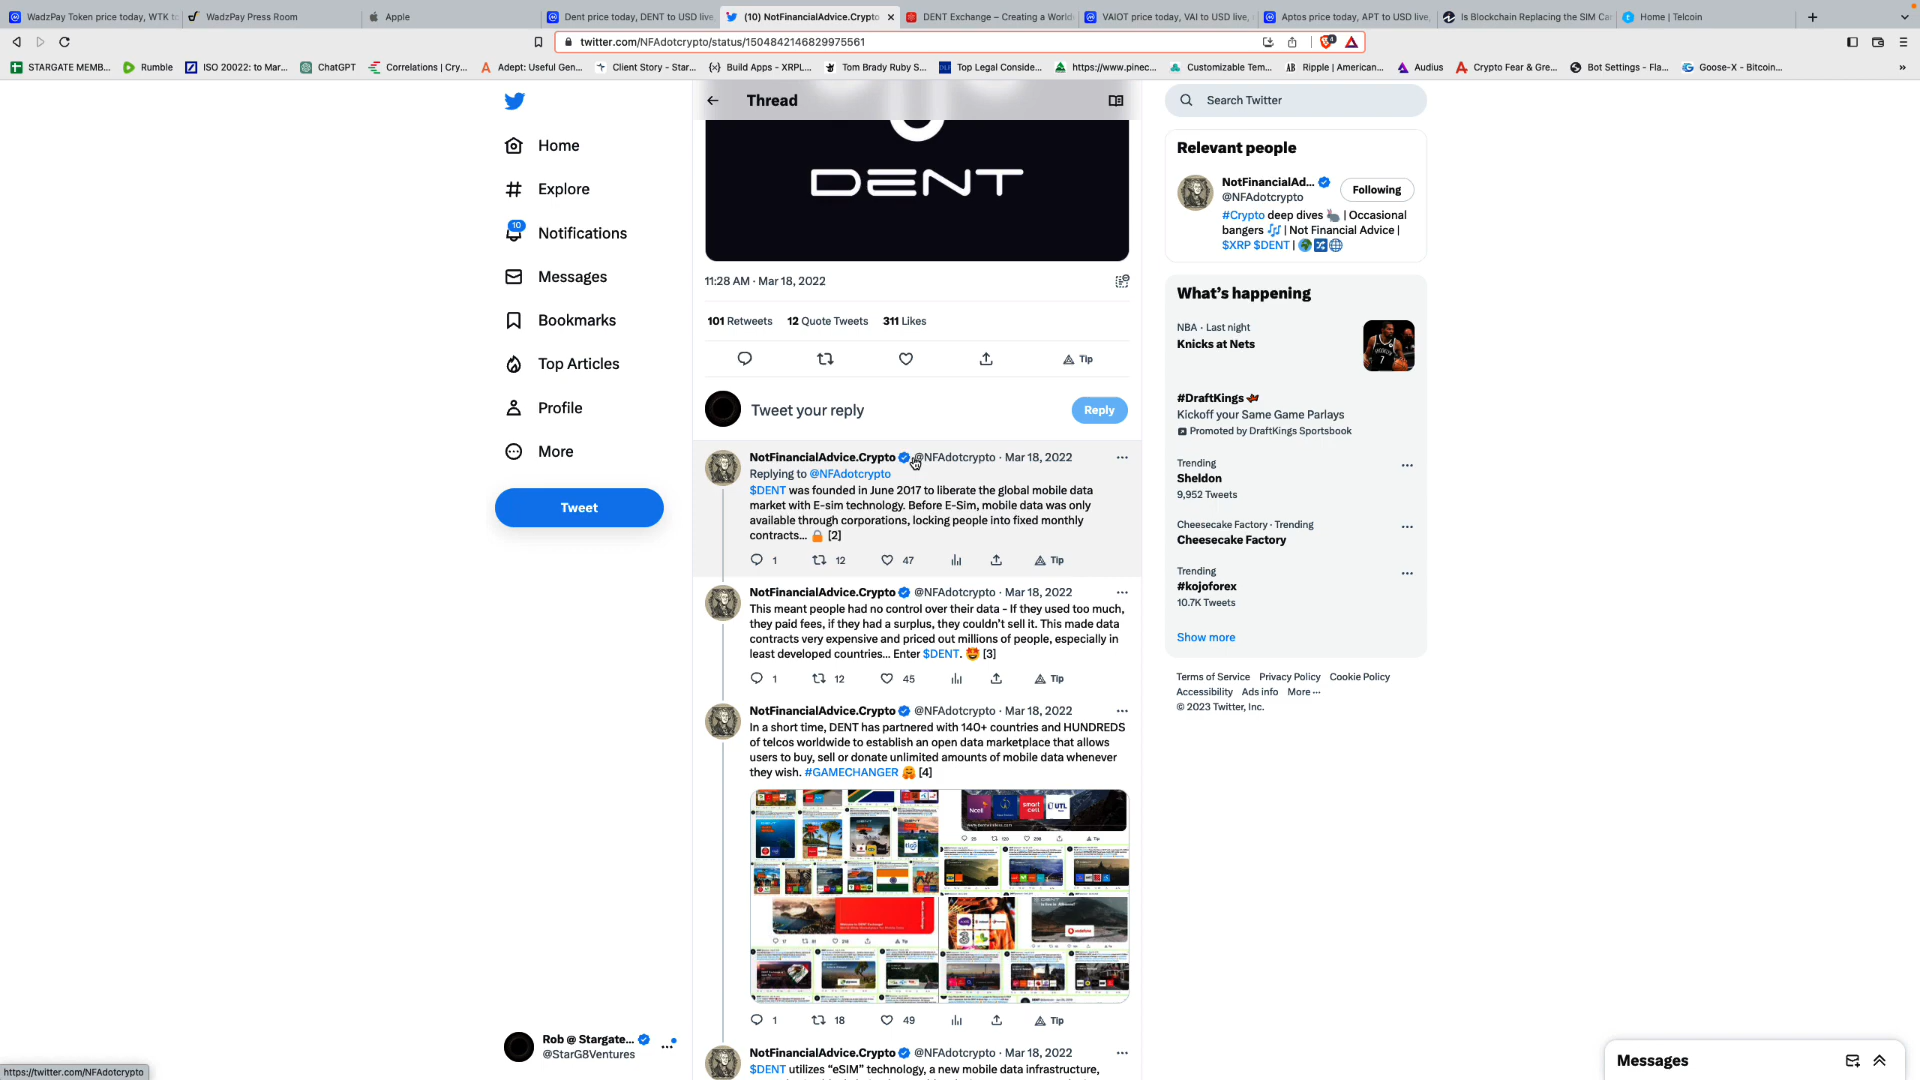 WadzPay Token price today, WTK to
WadzPay Press Room
Apple
Dent price today, DENT to USD live,
(10) NotFinancialAdvice.Crypto
DENT Exchange – Creating a World
VAIOT price today, VAI to USD live,
Aptos price today, APT to USD live,
Is Blockchain Replacing the SIM Car
Home | Telcoin
twitter.com/NFAdotcrypto/status/1504842146829975561
STARGATE MEMB...
Rumble
ISO 20022: to Mar...
ChatGPT
Correlations | Cry...
Adept: Useful Gen...
Client Story - Star...
Build Apps - XRPL...
Tom Brady Ruby S...
Top Legal Conside...
https://www.pinec...
Customizable Tem...
Ripple | American...
Audius
Crypto Fear & Gre...
Bot Settings - Fla...
Goose-X - Bitcoin...
Home
Explore
10
Notifications
Messages
Bookmarks
Top Articles
Profile
More
Tweet
Rob @ Stargate...
@StarG8Ventures
https://twitter.com/NFAdotcrypto
Thread
DENT
11:28 AM · Mar 18, 2022
101 Retweets 12 Quote Tweets 311 Likes
Tip
Tweet your reply
Reply
NotFinancialAdvice.Crypto @NFAdotcrypto · Mar 18, 2022
Replying to @NFAdotcrypto
$DENT was founded in June 2017 to liberate the global mobile data
market with E-sim technology. Before E-Sim, mobile data was only
available through corporations, locking people into fixed monthly
contracts... 🔒 [2]
1 12 47 Tip
NotFinancialAdvice.Crypto @NFAdotcrypto · Mar 18, 2022
This meant people had no control over their data - If they used too much,
they paid fees, if they had a surplus, they couldn't sell it. This made data
contracts very expensive and priced out millions of people, especially in
least developed countries... Enter $DENT. 🤩 [3]
1 12 45 Tip
NotFinancialAdvice.Crypto @NFAdotcrypto · Mar 18, 2022
In a short time, DENT has partnered with 140+ countries and HUNDREDS
of telcos worldwide to establish an open data marketplace that allows
users to buy, sell or donate unlimited amounts of mobile data whenever
they wish. #GAMECHANGER 🤗 [4]
Ncell
smart cell
UTL
tigo
vodafone
1 18 49 Tip
NotFinancialAdvice.Crypto @NFAdotcrypto · Mar 18, 2022
$DENT utilizes "eSIM" technology, a new mobile data infrastructure,
Search Twitter
Relevant people
NotFinancialAd...
@NFAdotcrypto
Following
#Crypto deep dives 🐇 | Occasional
bangers 🎶 | Not Financial Advice |
$XRP $DENT | 🌍🔀🌐
What's happening
NBA · Last night
Knicks at Nets
#DraftKings
Kickoff your Same Game Parlays
Promoted by DraftKings Sportsbook
Trending
Sheldon
9,952 Tweets
Cheesecake Factory · Trending
Cheesecake Factory
Trending
#kojoforex
10.7K Tweets
Show more
Terms of Service Privacy Policy Cookie Policy
Accessibility Ads info More ···
© 2023 Twitter, Inc.
Messages